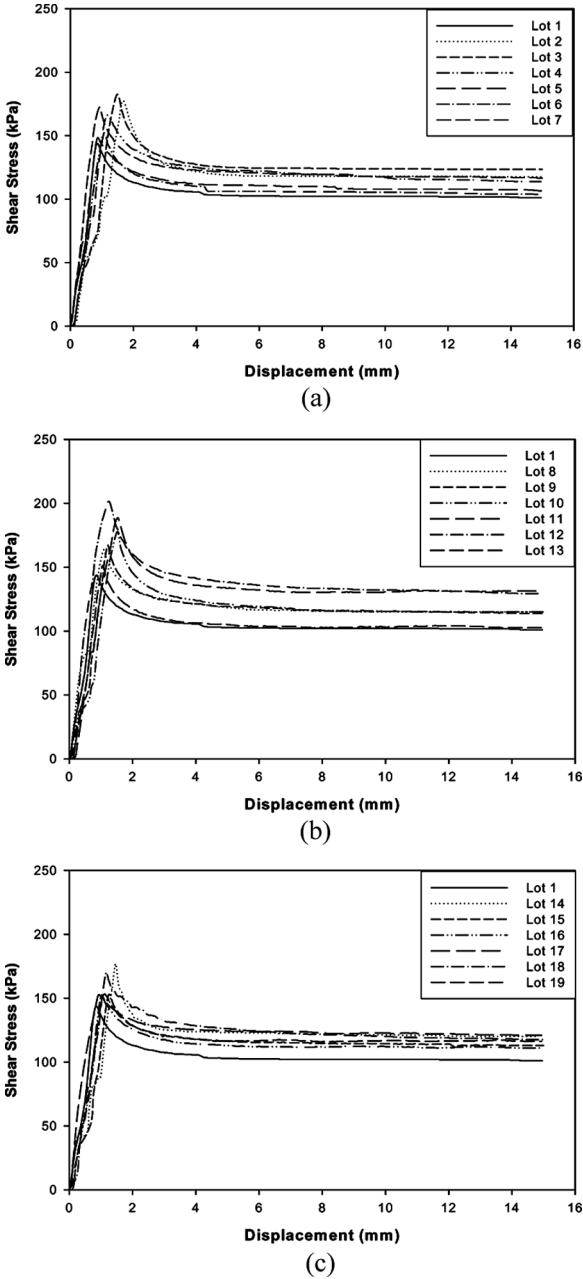 (a)
250
200
150
100
50
0
Shear Stress (kPa)
Lot 1
Lot 2
Lot 3
Lot 4
Lot 5
Lot 6
Lot 7
0 2 4 6 8 10 12 14 16
Displacement (mm)
(a)
250
200
150
100
50
0
Shear Stress (kPa)
Lot 1
Lot 8
Lot 9
Lot 10
Lot 11
Lot 12
Lot 13
0 2 4 6 8 10 12 14 16
Displacement (mm)
(b)
250
200
150
100
50
0
Shear Stress (kPa)
Lot 1
Lot 14
Lot 15
Lot 16
Lot 17
Lot 18
Lot 19
0 2 4 6 8 10 12 14 16
Displacement (mm)
(c)